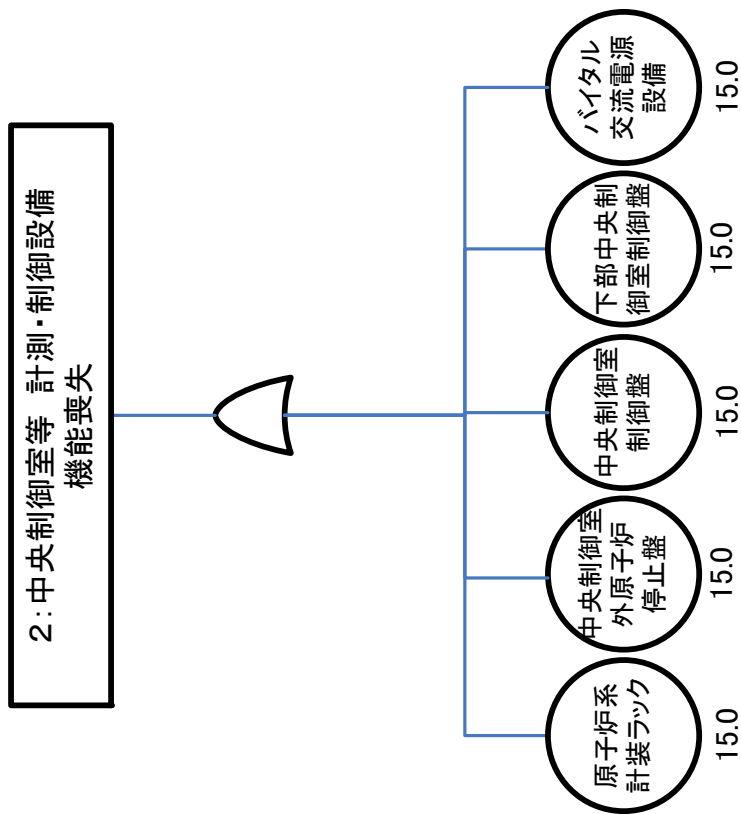 2:中央制御室等 計測・制御設備
機能喪失
原子炉系
計装ラック
15.0
中央制御室
外原子炉
停止盤
15.0
中央制御室
制御盤
15.0
下部中央制
御室制御盤
15.0
バイタル
交流電源
設備
15.0